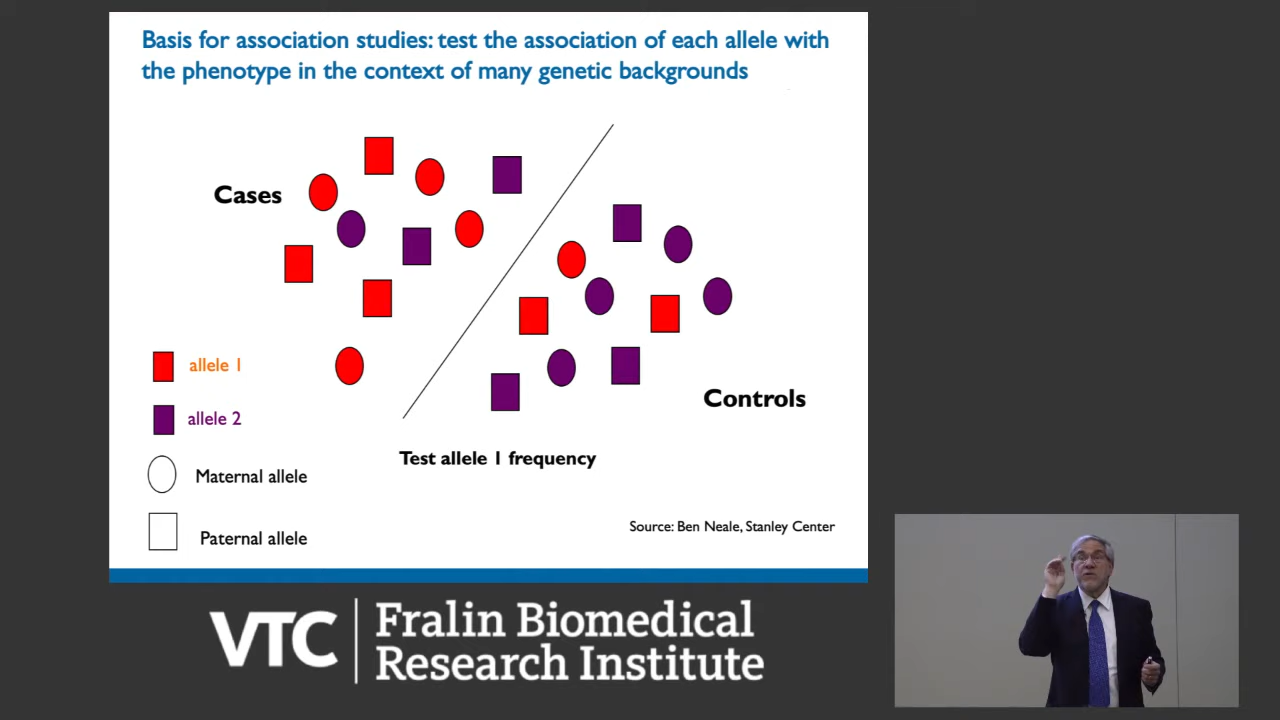 Basis for association studies: test the association of each allele with
the phenotype in the context of many genetic backgrounds
Cases
allele 1
allele 2
Controls
Test allele 1 frequency
Maternal allele
Source: Ben Neale, Stanley Center
Paternal allele
VTC
Fralin Biomedical
Research Institute